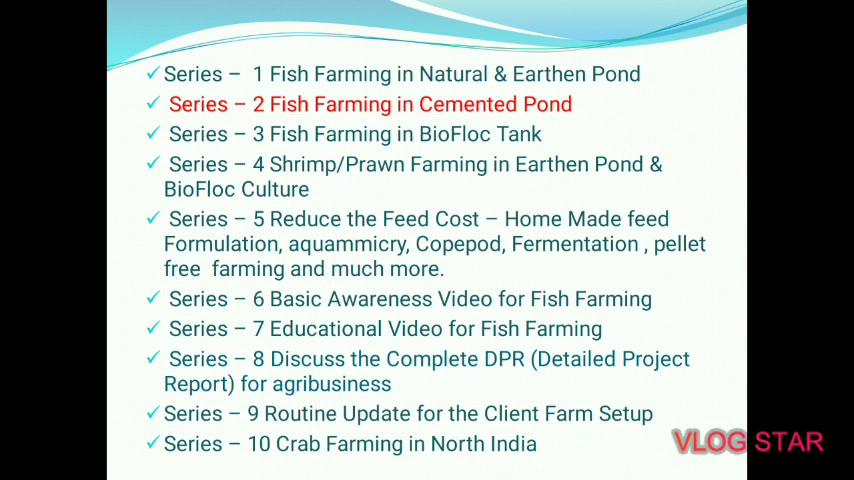 Series – 1 Fish Farming in Natural & Earthen Pond
Series – 2 Fish Farming in Cemented Pond
Series – 3 Fish Farming in BioFloc Tank
Series – 4 Shrimp/Prawn Farming in Earthen Pond &
BioFloc Culture
Series – 5 Reduce the Feed Cost – Home Made feed
Formulation, aquammicry, Copepod, Fermentation , pellet
free farming and much more.
Series – 6 Basic Awareness Video for Fish Farming
Series – 7 Educational Video for Fish Farming
Series – 8 Discuss the Complete DPR (Detailed Project
Report) for agribusiness
Series – 9 Routine Update for the Client Farm Setup
Series – 10 Crab Farming in North India
VLOG STAR